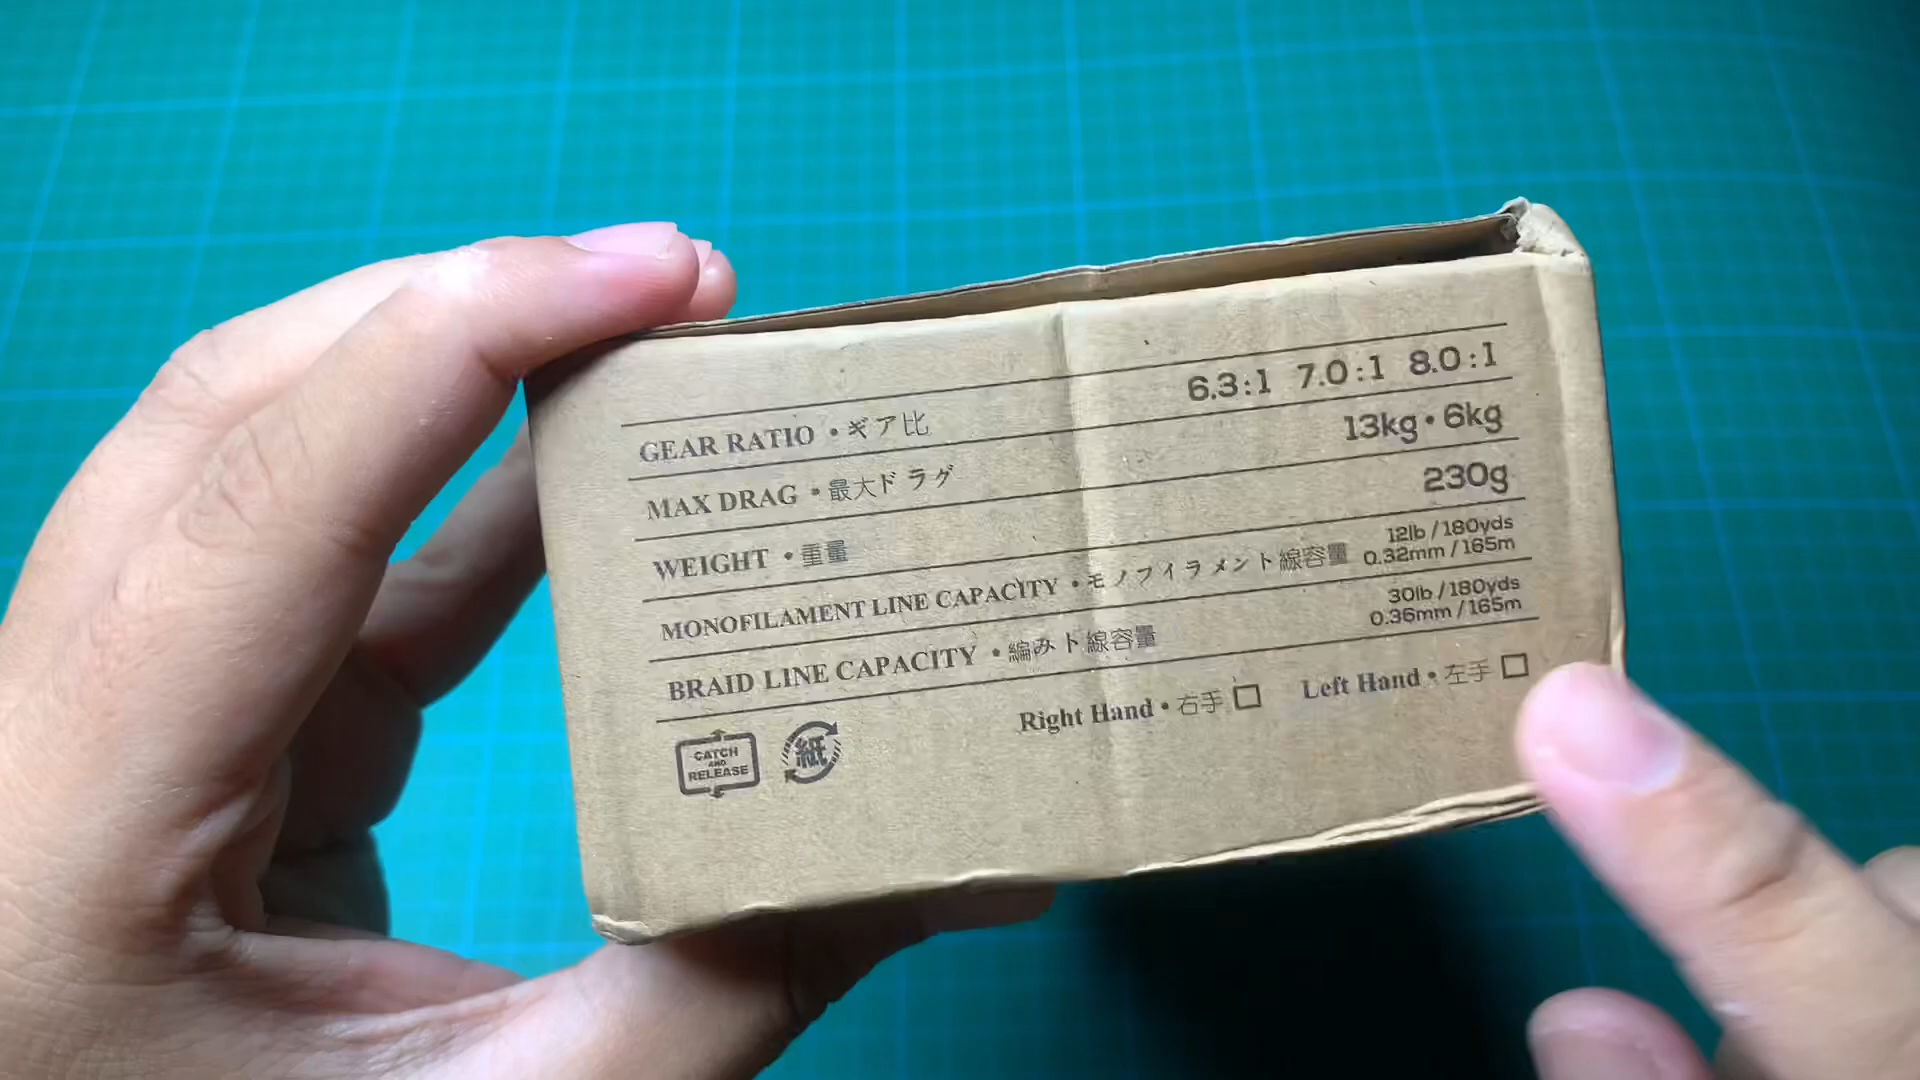 GEAR RATIO • ギア比 6.3:1 7.0:1 8.0:1
MAX DRAG • 最大ドラグ 13kg • 6kg
WEIGHT • 重量 230g
MONOFILAMENT LINE CAPACITY • モノフイラメント線容量 12lb / 180yds
0.32mm / 165m
BRAID LINE CAPACITY • 編みト線容量 30lb / 180yds
0.36mm / 165m
Right Hand • 右手 Left Hand • 左手
CATCH
AND
RELEASE
紙